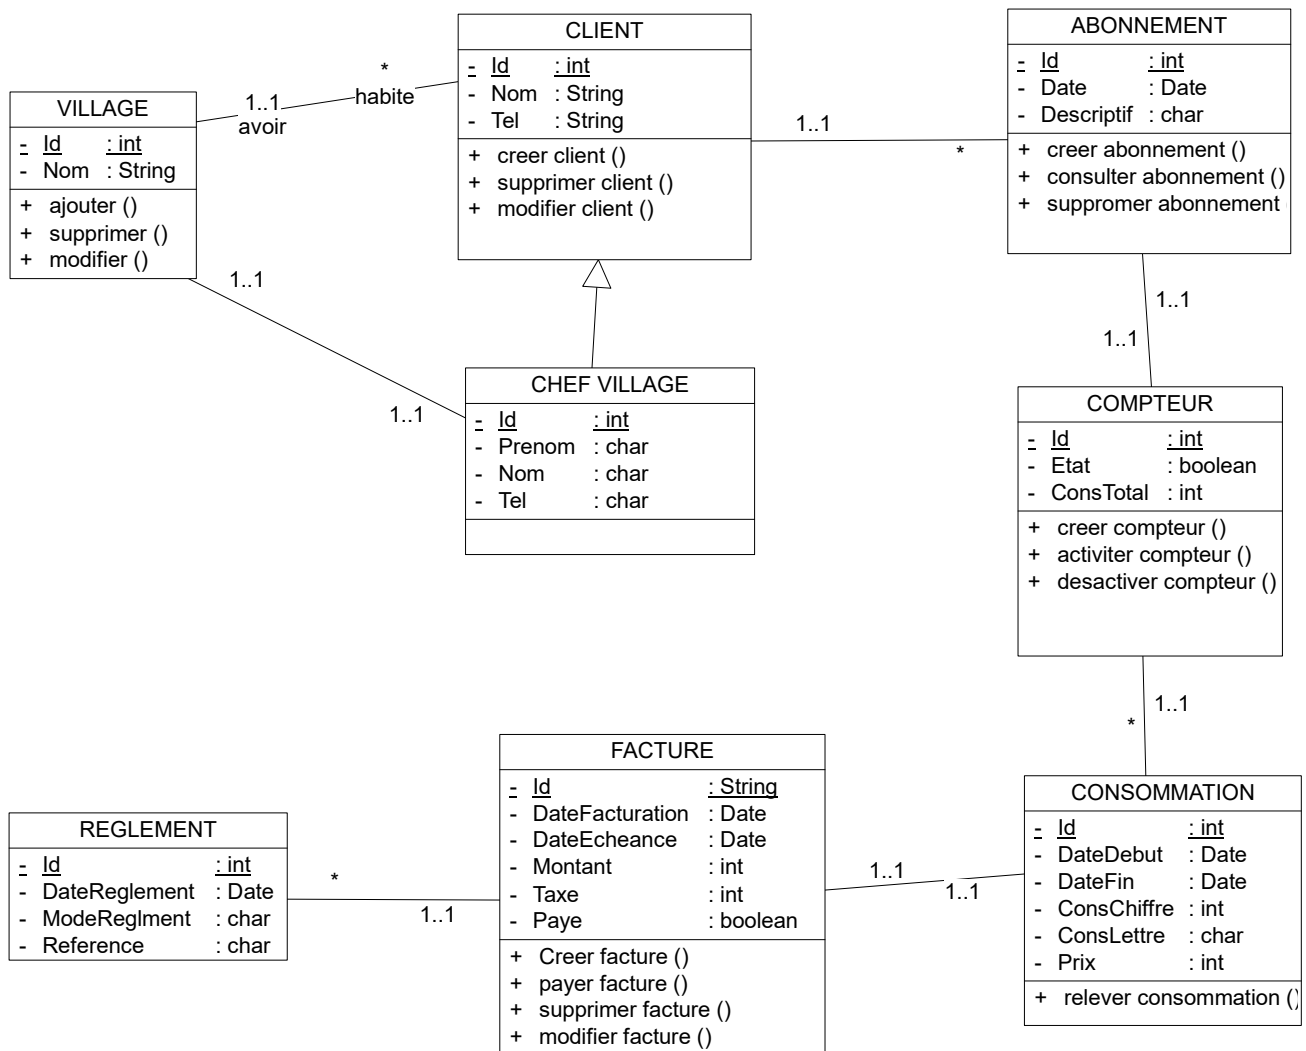 CLIENT
- Id : int
- Nom : String
- Tel : String
+ creer client ()
+ supprimer client ()
+ modifier client ()
ABONNEMENT
- Id : int
- Date : Date
- Descriptif : char
+ creer abonnement ()
+ consulter abonnement ()
+ suppromer abonnement (
VILLAGE
- Id : int
- Nom : String
+ ajouter ()
+ supprimer ()
+ modifier ()
*
habite
1..1
avoir
1..1
*
1..1
1..1
1..1
1..1
CHEF VILLAGE
- Id : int
- Prenom : char
- Nom : char
- Tel : char
COMPTEUR
- Id : int
- Etat : boolean
- ConsTotal : int
+ creer compteur ()
+ activiter compteur ()
+ desactiver compteur ()
1..1
*
FACTURE
- Id : String
- DateFacturation : Date
- DateEcheance : Date
- Montant : int
- Taxe : int
- Paye : boolean
+ Creer facture ()
+ payer facture ()
+ supprimer facture ()
+ modifier facture ()
REGLEMENT
- Id : int
- DateReglement : Date
- ModeReglment : char
- Reference : char
*
1..1
1..1
1..1
CONSOMMATION
- Id : int
- DateDebut : Date
- DateFin : Date
- ConsChiffre : int
- ConsLettre : char
- Prix : int
+ relever consommation ()